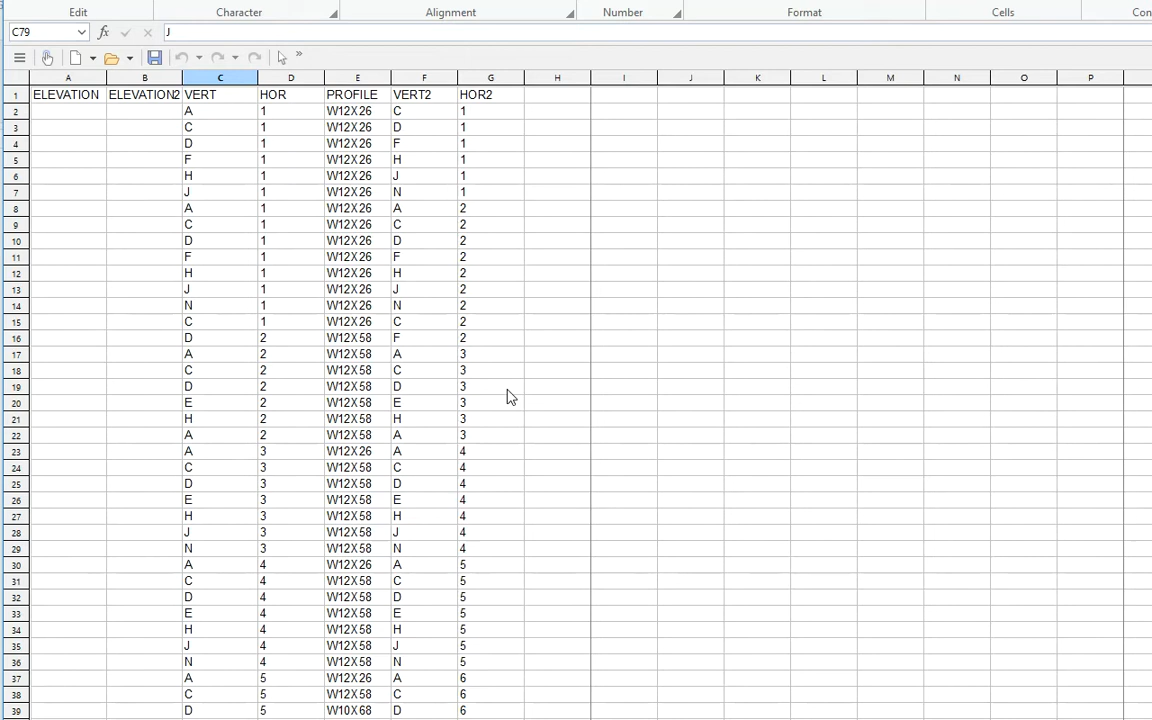 Edit Character Alignment Number Format Cells Con
C79 fx J
A B C D E F G H I J K L M N O P
1 ELEVATION ELEVATION2 VERT HOR PROFILE VERT2 HOR2
2 A 1 W12X26 C 1
3 C 1 W12X26 D 1
4 D 1 W12X26 F 1
5 F 1 W12X26 H 1
6 H 1 W12X26 J 1
7 J 1 W12X26 N 1
8 A 1 W12X26 A 2
9 C 1 W12X26 C 2
10 D 1 W12X26 D 2
11 F 1 W12X26 F 2
12 H 1 W12X26 H 2
13 J 1 W12X26 J 2
14 N 1 W12X26 N 2
15 C 1 W12X26 C 2
16 D 2 W12X58 F 2
17 A 2 W12X58 A 3
18 C 2 W12X58 C 3
19 D 2 W12X58 D 3
20 E 2 W12X58 E 3
21 H 2 W12X58 H 3
22 A 2 W12X58 A 3
23 A 3 W12X26 A 4
24 C 3 W12X58 C 4
25 D 3 W12X58 D 4
26 E 3 W12X58 E 4
27 H 3 W12X58 H 4
28 J 3 W12X58 J 4
29 N 3 W12X58 N 4
30 A 4 W12X26 A 5
31 C 4 W12X58 C 5
32 D 4 W12X58 D 5
33 E 4 W12X58 E 5
34 H 4 W12X58 H 5
35 J 4 W12X58 J 5
36 N 4 W12X58 N 5
37 A 5 W12X26 A 6
38 C 5 W12X58 C 6
39 D 5 W10X68 D 6